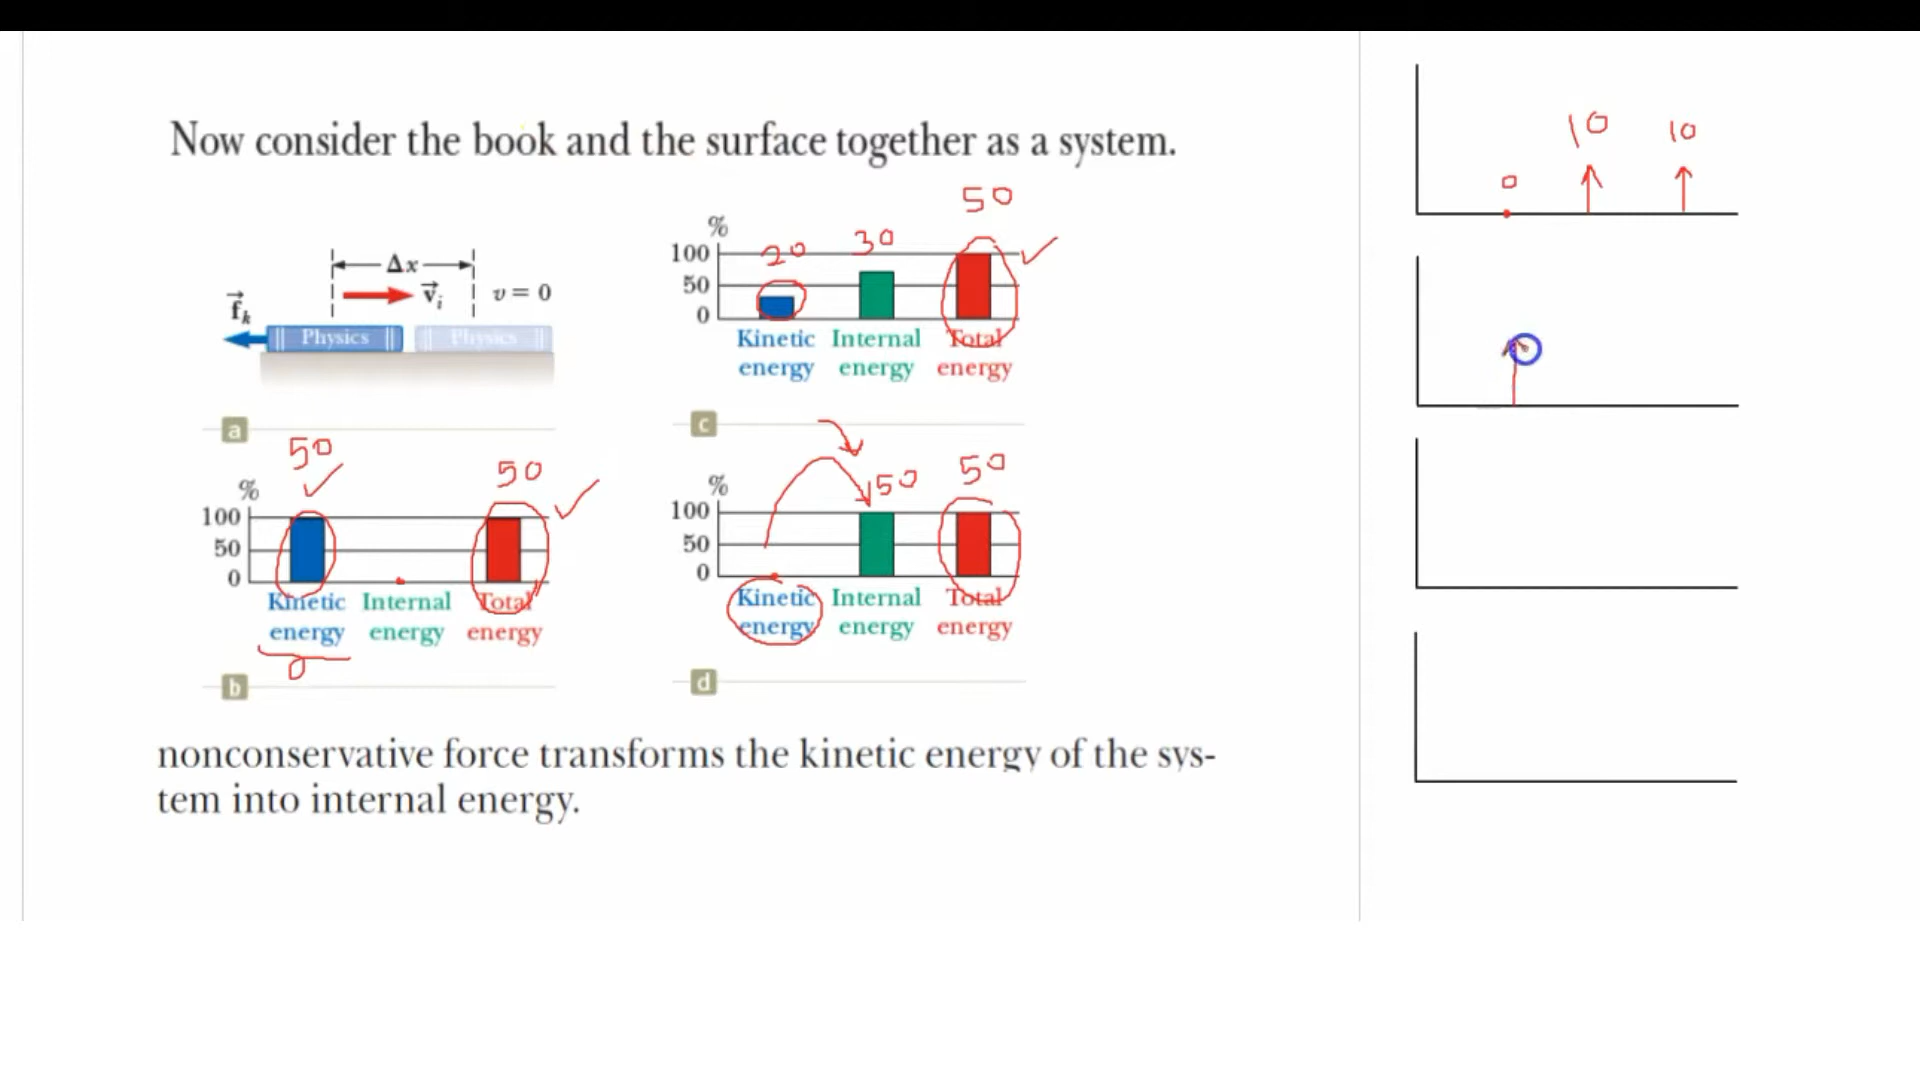 Now consider the book and the surface together as a system.
Δx
v⃗i
v = 0
f⃗k
Physics
Physics
a
50
50
%
100
50
0
Kinetic energy
Internal energy
Total energy
0
b
50
%
20
30
100
50
0
Kinetic energy
Internal energy
Total energy
c
50
50
%
100
50
0
Kinetic energy
Internal energy
Total energy
d
nonconservative force transforms the kinetic energy of the sys-
tem into internal energy.
0
10
10